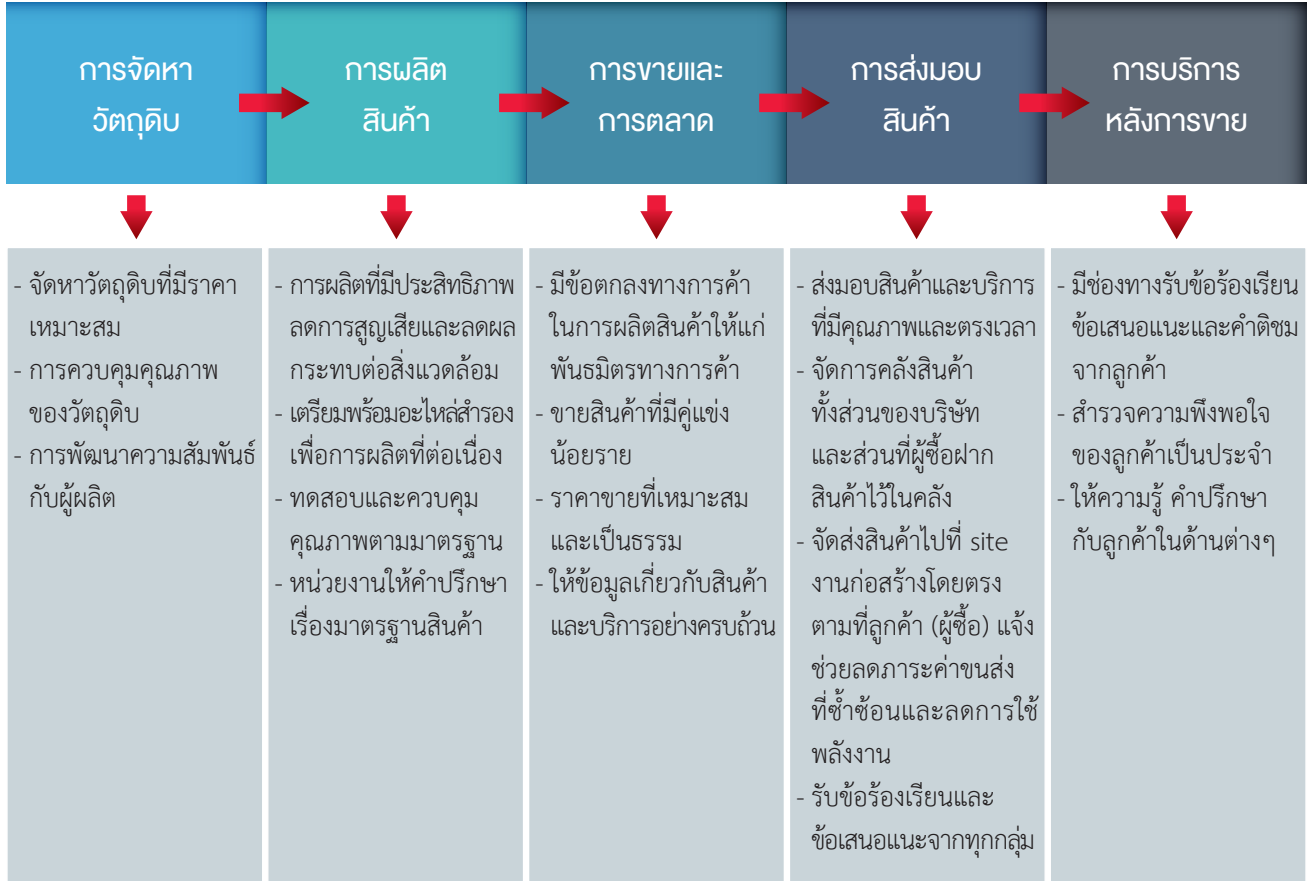 การจัดหา
วัตถุดิบ
การผลิต
สินค้า
การขายและ
การตลาด
การส่งมอบ
สินค้า
การบริการ
หลังการขาย
- จัดหาวัตถุดิบที่มีราคา
เหมาะสม
- การควบคุมคุณภาพ
ของวัตถุดิบ
- การพัฒนาความสัมพันธ์
กับผู้ผลิต
- การผลิตที่มีประสิทธิภาพ
ลดการสูญเสียและลดผล
กระทบต่อสิ่งแวดล้อม
- เตรียมพร้อมอะไหล่สำรอง
เพื่อการผลิตที่ต่อเนื่อง
- ทดสอบและควบคุม
คุณภาพตามมาตรฐาน
- หน่วยงานให้คำปรึกษา
เรื่องมาตรฐานสินค้า
- มีข้อตกลงทางการค้า
ในการผลิตสินค้าให้แก่
พันธมิตรทางการค้า
- ขายสินค้าที่มีคู่แข่ง
น้อยราย
- ราคาขายที่เหมาะสม
และเป็นธรรม
- ให้ข้อมูลเกี่ยวกับสินค้า
และบริการอย่างครบถ้วน
- ส่งมอบสินค้าและบริการ
ที่มีคุณภาพและตรงเวลา
- จัดการคลังสินค้า
ทั้งส่วนของบริษัท
และส่วนที่ผู้ซื้อฝาก
สินค้าไว้ในคลัง
- จัดส่งสินค้าไปที่ site
งานก่อสร้างโดยตรง
ตามที่ลูกค้า (ผู้ซื้อ) แจ้ง
ช่วยลดภาระค่าขนส่ง
ที่ซ้ำซ้อนและลดการใช้
พลังงาน
- รับข้อร้องเรียนและ
ข้อเสนอแนะจากทุกกลุ่ม
- มีช่องทางรับข้อร้องเรียน
ข้อเสนอแนะและคำติชม
จากลูกค้า
- สำรวจความพึงพอใจ
ของลูกค้าเป็นประจำ
- ให้ความรู้ คำปรึกษา
กับลูกค้าในด้านต่างๆ